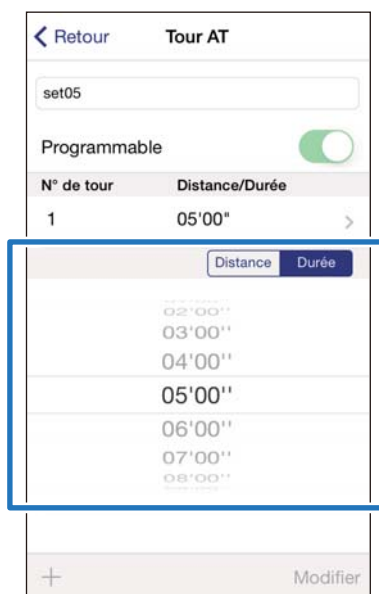 Retour Tour AT
set05
Programmable
N° de tour Distance/Durée
1 05'00"
Distance Durée
02'00''
03'00''
04'00''
05'00''
06'00''
07'00''
08'00''
+ Modifier